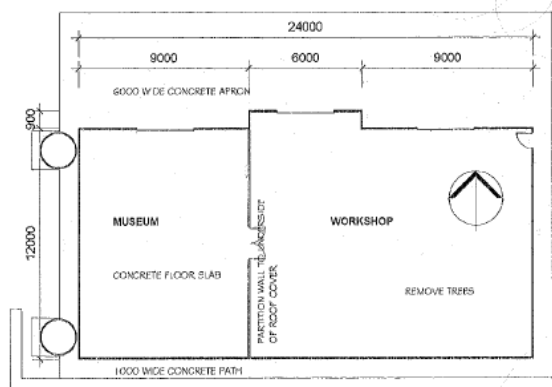 24000
9000
6000
9000
6000 WIDE CONCRETE APRON
900
12000
MUSEUM
WORKSHOP
CONCRETE FLOOR SLAB
PARTITION WALL TO UNDERSIDE
OF ROOF COVER
REMOVE TREES
1000 WIDE CONCRETE PATH